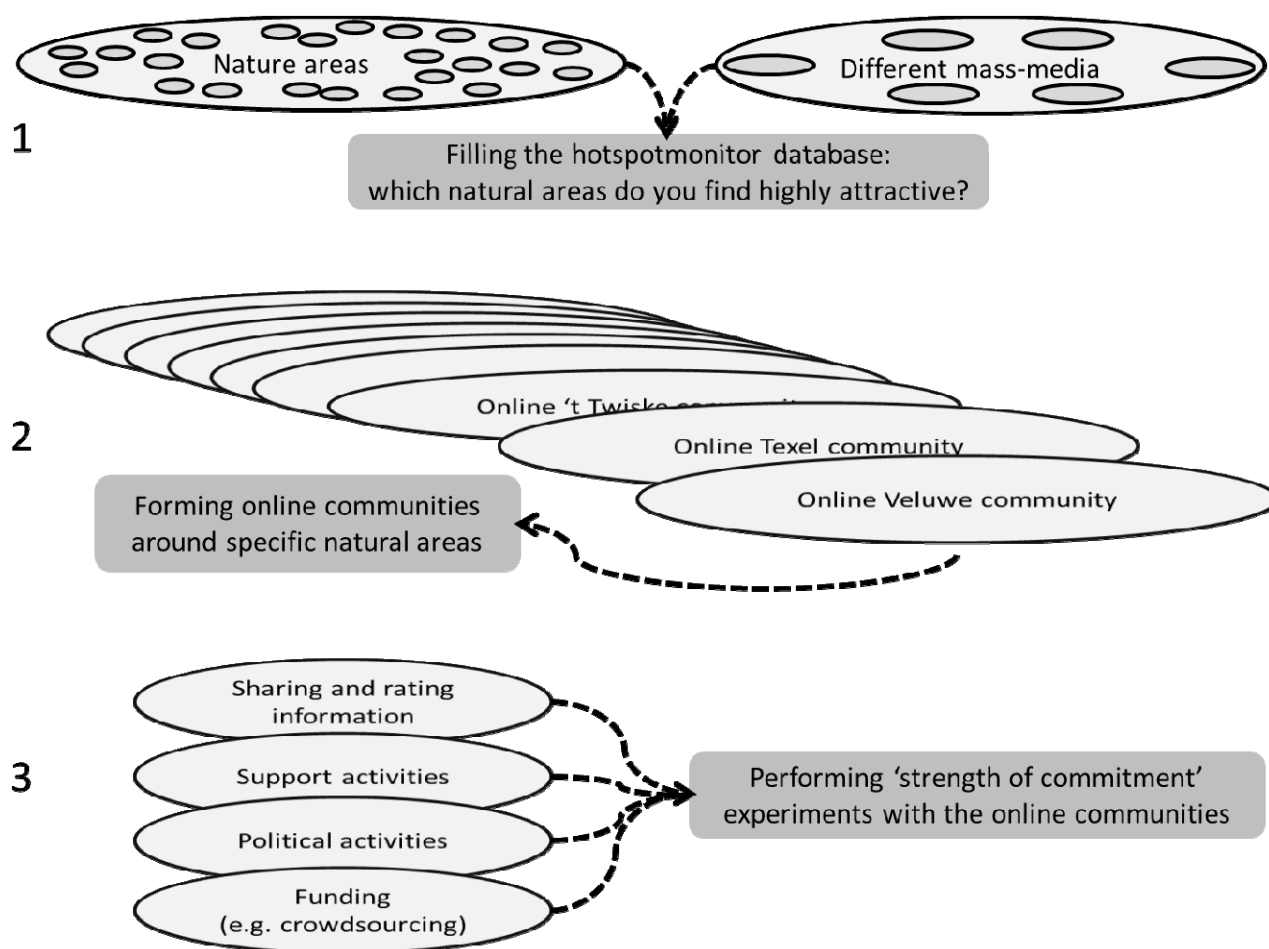 Nature areas
Different mass-media
1
Filling the hotspotmonitor database:
which natural areas do you find highly attractive?
2
Online ‘t Twiske
Online Texel community
Online Veluwe community
Forming online communities
around specific natural areas
3
Sharing and rating
information
Support activities
Political activities
Funding
(e.g. crowdsourcing)
Performing ‘strength of commitment’
experiments with the online communities